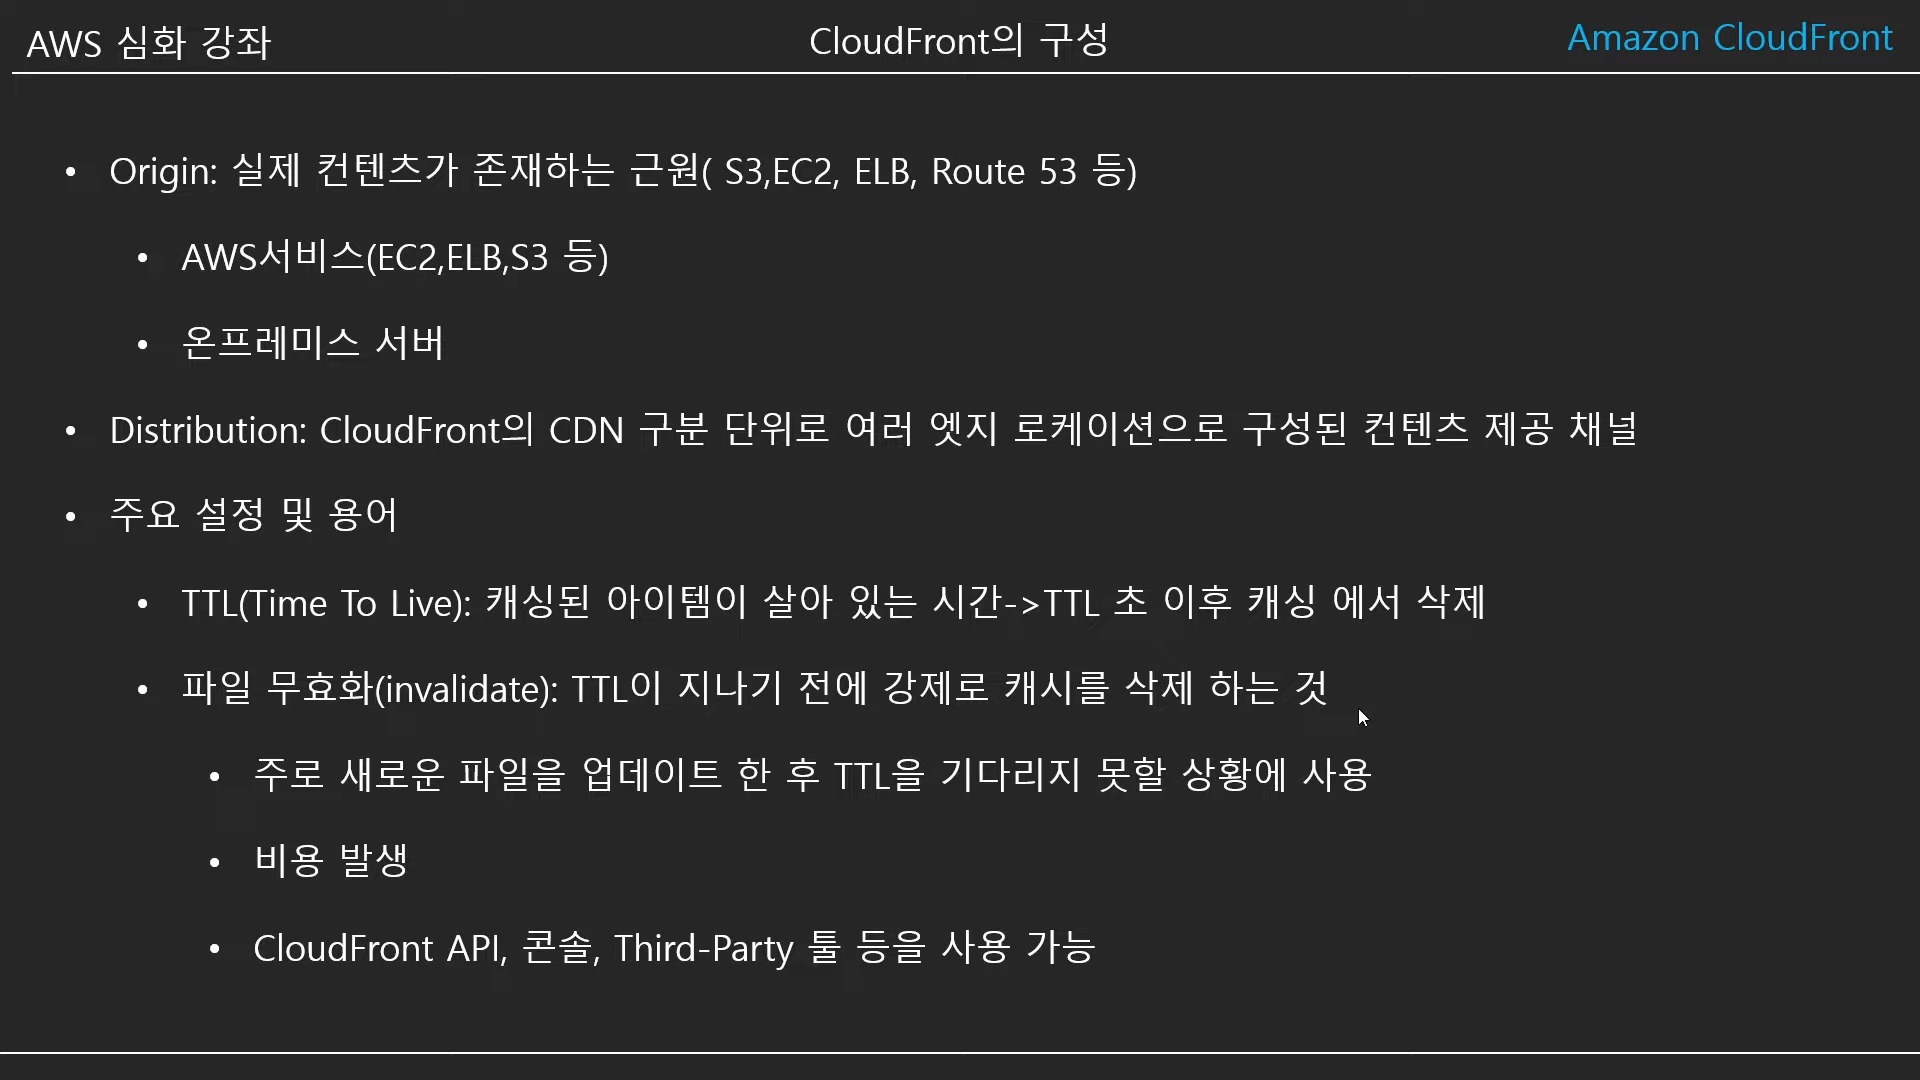 AWS 심화 강좌
CloudFront의 구성
Amazon CloudFront
• Origin: 실제 컨텐츠가 존재하는 근원( S3,EC2, ELB, Route 53 등)
• AWS서비스(EC2,ELB,S3 등)
• 온프레미스 서버
• Distribution: CloudFront의 CDN 구분 단위로 여러 엣지 로케이션으로 구성된 컨텐츠 제공 채널
• 주요 설정 및 용어
• TTL(Time To Live): 캐싱된 아이템이 살아 있는 시간->TTL 초 이후 캐싱 에서 삭제
• 파일 무효화(invalidate): TTL이 지나기 전에 강제로 캐시를 삭제 하는 것
• 주로 새로운 파일을 업데이트 한 후 TTL을 기다리지 못할 상황에 사용
• 비용 발생
• CloudFront API, 콘솔, Third-Party 툴 등을 사용 가능